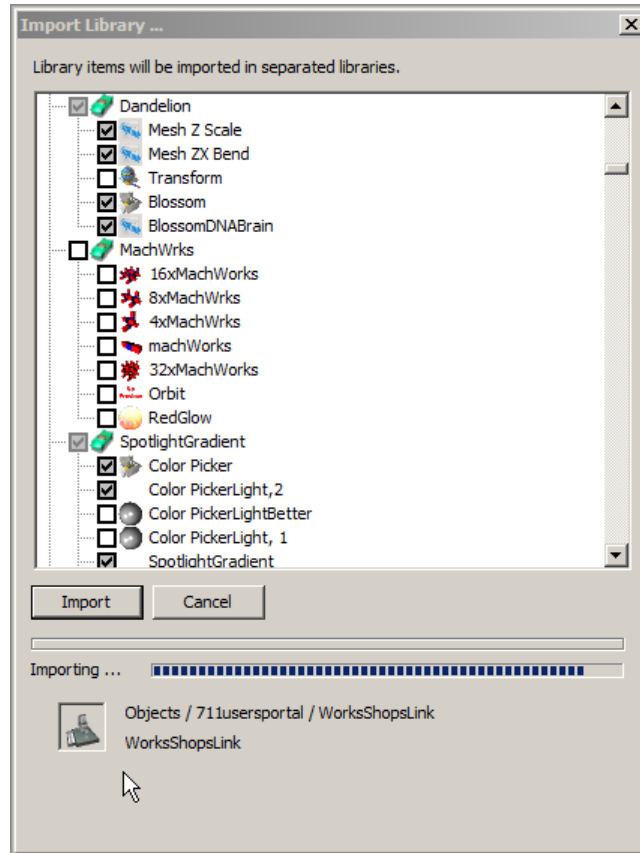 Import Library ...
Library items will be imported in separated libraries.
Dandelion
Mesh Z Scale
Mesh ZX Bend
Transform
Blossom
BlossomDNABrain
MachWrks
16xMachWorks
8xMachWrks
4xMachWrks
machWorks
32xMachWorks
Orbit
RedGlow
SpotlightGradient
Color Picker
Color PickerLight,2
Color PickerLightBetter
Color PickerLight, 1
SpotlightGradient
Import
Cancel
Importing ...
Objects / 711usersportal / WorksShopsLink
WorksShopsLink